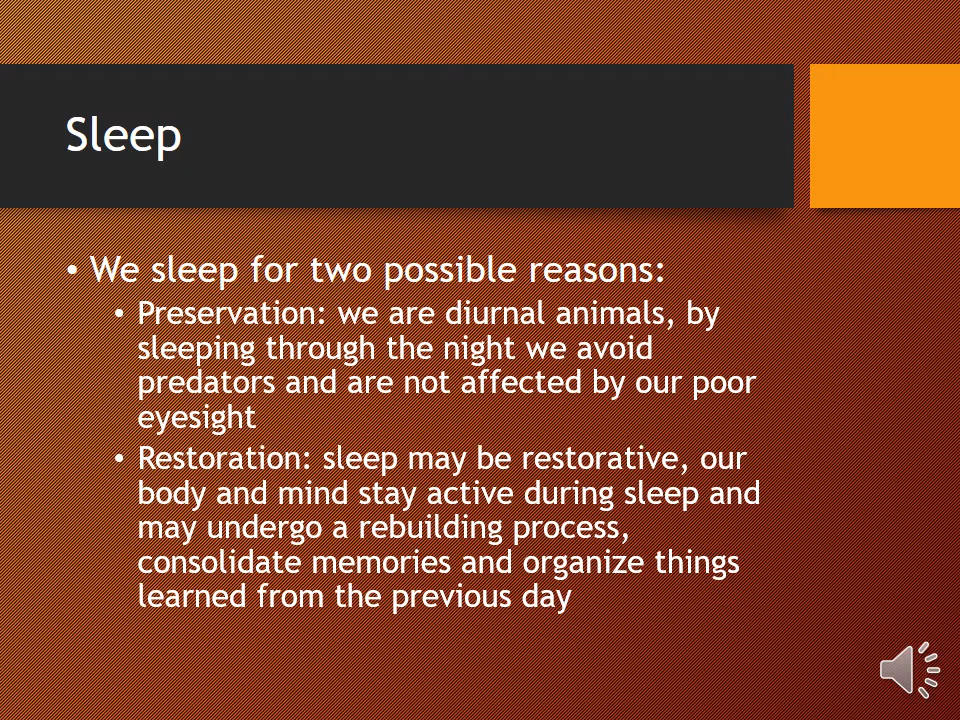 Sleep
• We sleep for two possible reasons:
• Preservation: we are diurnal animals, by
sleeping through the night we avoid
predators and are not affected by our poor
eyesight
• Restoration: sleep may be restorative, our
body and mind stay active during sleep and
may undergo a rebuilding process,
consolidate memories and organize things
learned from the previous day